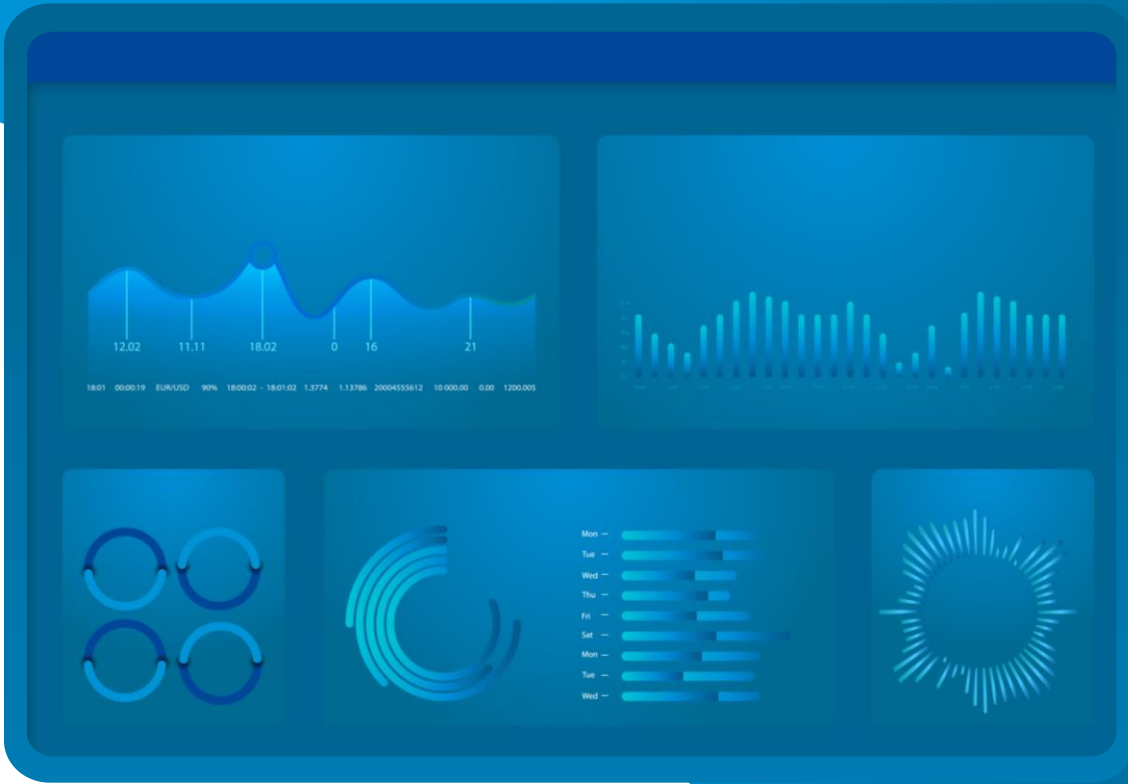 12.02 11.11 18.02 0 16 21
18:01 00:00:19 EUR/USD 90% 18:00:02 - 18:01:02 1.3774 1.13786 20004555612 10 000,00 0.00 1200,005
Mon
Tue
Wed
Thu
Fri
Sat
Mon
Tue
Wed